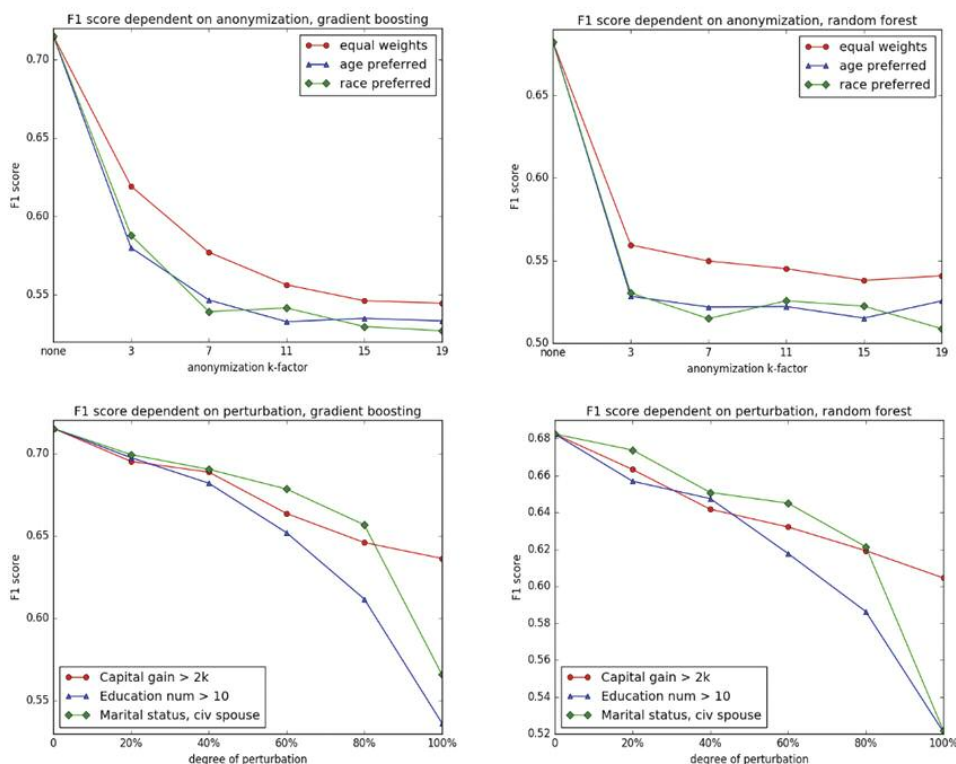 F1 score dependent on anonymization, gradient boosting
equal weights
age preferred
race preferred
0.70
0.65
0.60
0.55
F1 score
none 3 7 11 15 19
anonymization k-factor
F1 score dependent on anonymization, random forest
equal weights
age preferred
race preferred
0.65
0.60
0.55
0.50
F1 score
none 3 7 11 15 19
anonymization k-factor
F1 score dependent on perturbation, gradient boosting
0.70
0.65
0.60
0.55
F1 score
Capital gain > 2k
Education num > 10
Marital status, civ spouse
0 20% 40% 60% 80% 100%
degree of perturbation
F1 score dependent on perturbation, random forest
0.68
0.66
0.64
0.62
0.60
0.58
0.56
0.54
0.52
F1 score
Capital gain > 2k
Education num > 10
Marital status, civ spouse
0 20% 40% 60% 80% 100%
degree of perturbation